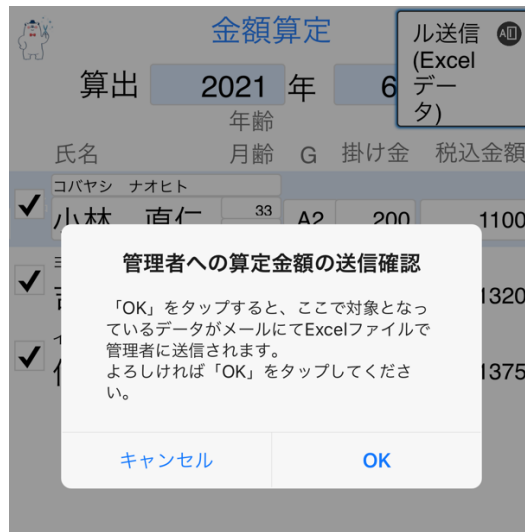 金額算定
ル送信
(Excel
デー
タ)
算出 2021 年 6
年齢
氏名 月齢 G 掛け金 税込金額
コバヤシ ナオヒト
小林 直仁 33 A2 200 1100
管理者への算定金額の送信確認
「OK」をタップすると、ここで対象となっ
ているデータがメールにてExcelファイルで
管理者に送信されます。
よろしければ「OK」をタップしてくださ
い。
1320
1375
キャンセル OK